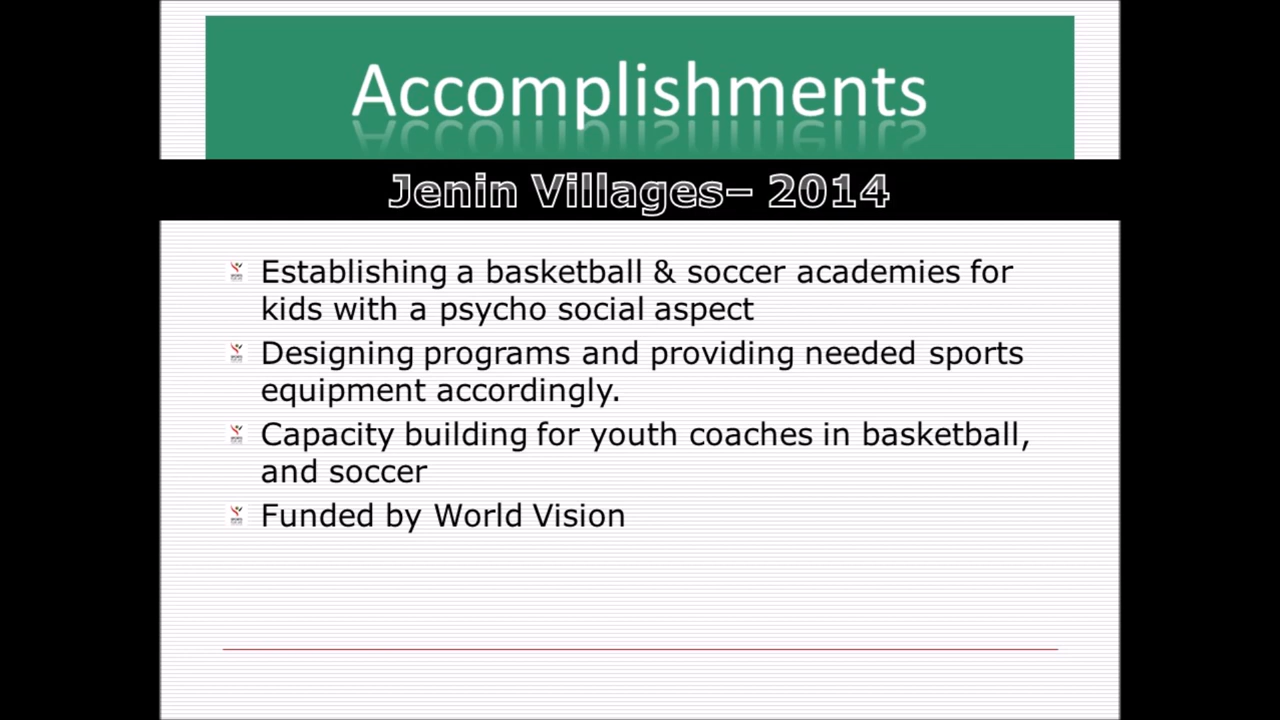 Accomplishments
Jenin Villages– 2014
Establishing a basketball & soccer academies for
kids with a psycho social aspect
Designing programs and providing needed sports
equipment accordingly.
Capacity building for youth coaches in basketball,
and soccer
Funded by World Vision